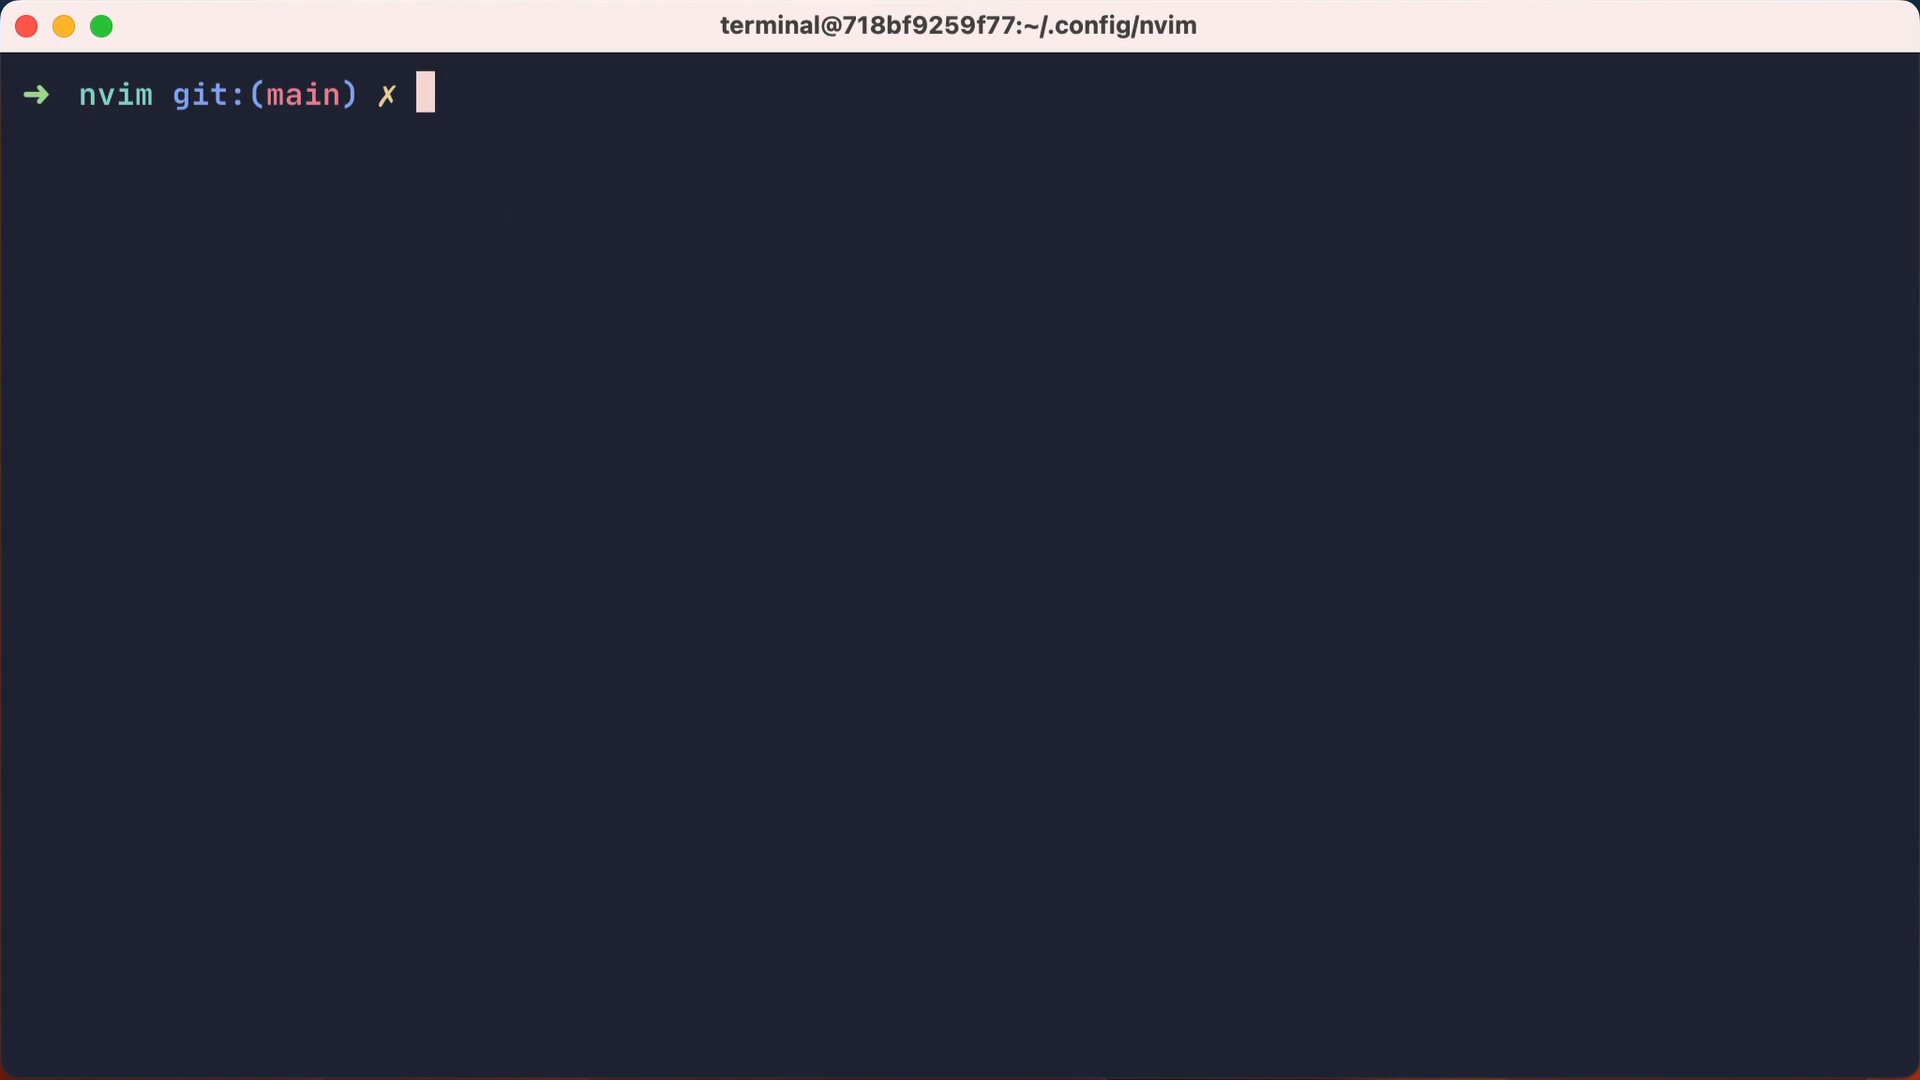 terminal@718bf9259f77:~/.config/nvim
➜ nvim git:(main) ✗